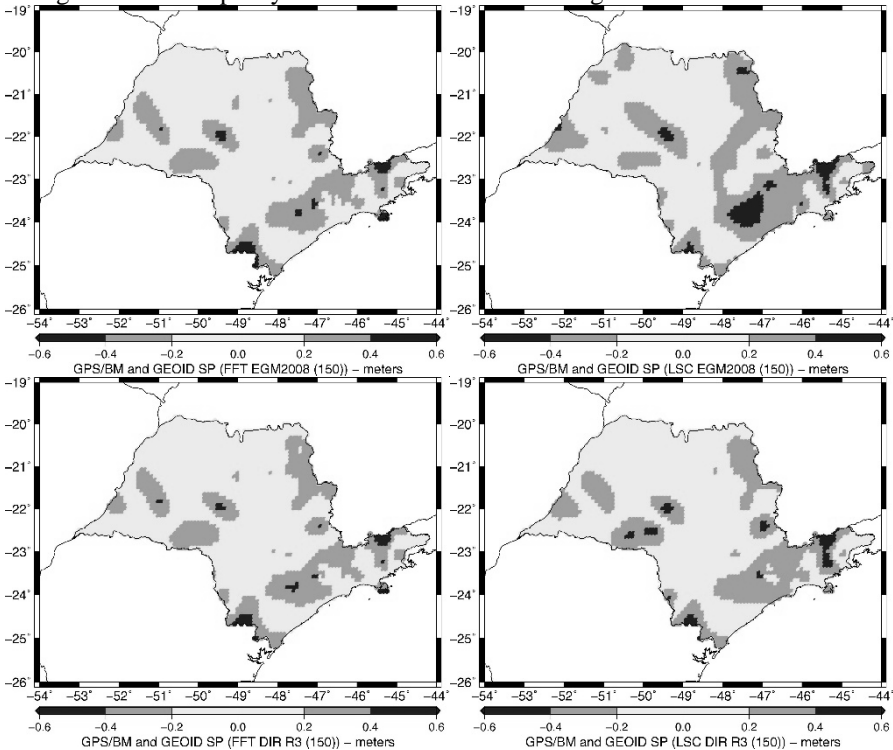 −19˚
−20˚
−21˚
−22˚
−23˚
−24˚
−25˚
−26˚
−54˚ −53˚ −52˚ −51˚ −50˚ −49˚ −48˚ −47˚ −46˚ −45˚ −44˚
−0.6 −0.4 −0.2 0.0 0.2 0.4 0.6
GPS/BM and GEOID SP (FFT EGM2008 (150)) − meters
−19˚
−20˚
−21˚
−22˚
−23˚
−24˚
−25˚
−26˚
−54˚ −53˚ −52˚ −51˚ −50˚ −49˚ −48˚ −47˚ −46˚ −45˚ −44˚
−0.6 −0.4 −0.2 0.0 0.2 0.4 0.6
GPS/BM and GEOID SP (LSC EGM2008 (150)) − meters
−19˚
−20˚
−21˚
−22˚
−23˚
−24˚
−25˚
−26˚
−54˚ −53˚ −52˚ −51˚ −50˚ −49˚ −48˚ −47˚ −46˚ −45˚ −44˚
−0.6 −0.4 −0.2 0.0 0.2 0.4 0.6
GPS/BM and GEOID SP (FFT DIR R3 (150)) − meters
−19˚
−20˚
−21˚
−22˚
−23˚
−24˚
−25˚
−26˚
−54˚ −53˚ −52˚ −51˚ −50˚ −49˚ −48˚ −47˚ −46˚ −45˚ −44˚
−0.6 −0.4 −0.2 0.0 0.2 0.4 0.6
GPS/BM and GEOID SP (LSC DIR R3 (150)) − meters